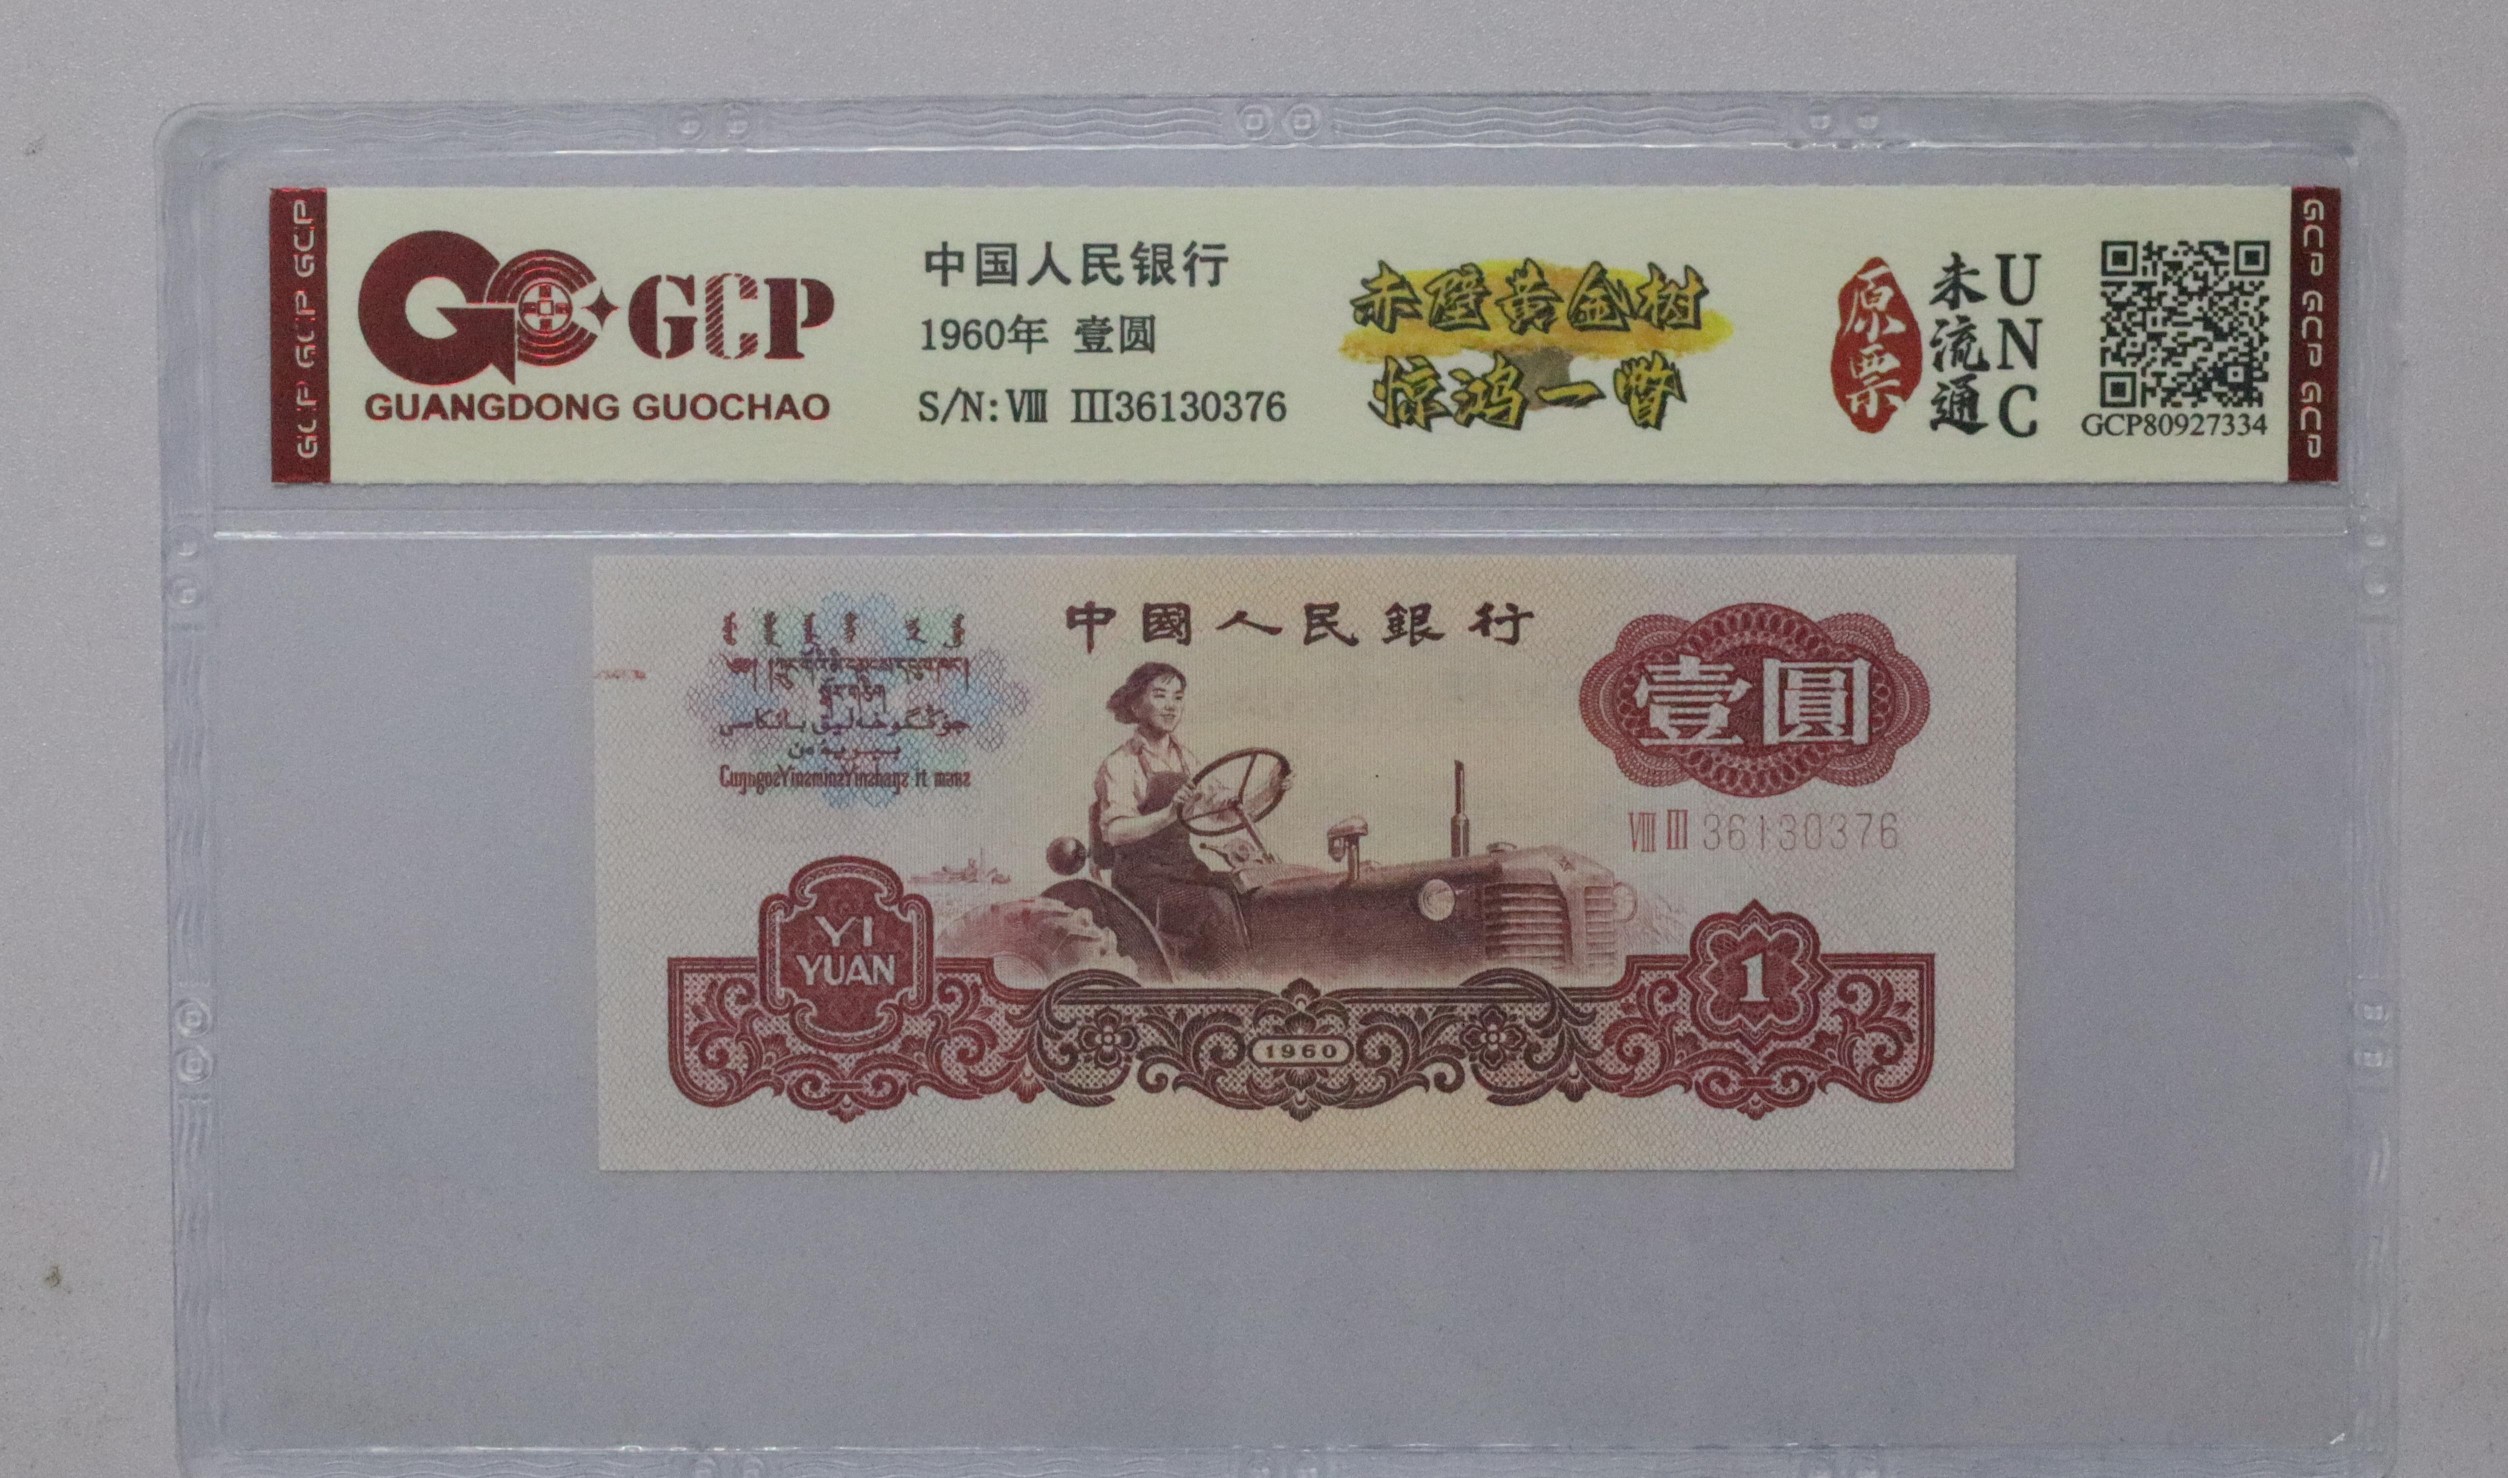 GCP GCP GCP
GCP
GUANGDONG GUOCHAO
中国人民银行
1960年 壹圆
S/N: Ⅷ Ⅲ36130376
赤壁黄金树
惊鸿一瞥
原票
未流通
UNC
GCP80927334
GCP GCP GCP
中國人民銀行
壹圓
Ⅷ Ⅲ 36130376
YI
YUAN
1
1960